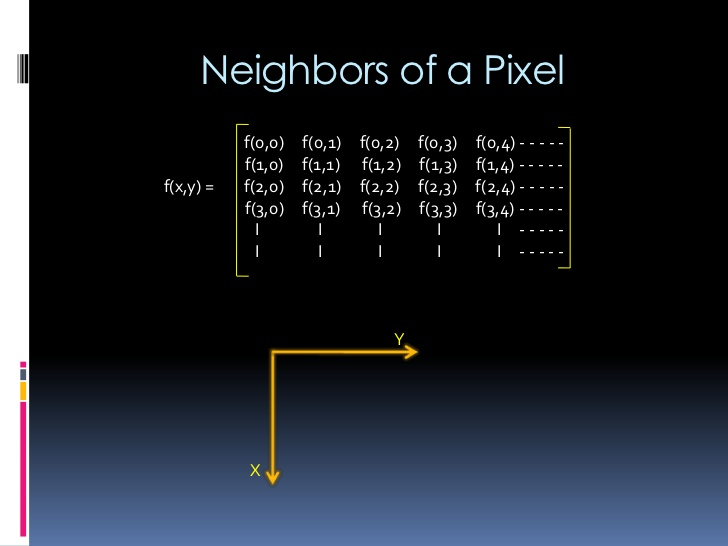 Neighbors of a Pixel
f(0,0) f(0,1) f(0,2) f(0,3) f(0,4) - - - - -
f(1,0) f(1,1) f(1,2) f(1,3) f(1,4) - - - - -
f(x,y) = f(2,0) f(2,1) f(2,2) f(2,3) f(2,4) - - - - -
f(3,0) f(3,1) f(3,2) f(3,3) f(3,4) - - - - -
I I I I I - - - - -
I I I I I - - - - -
Y
X